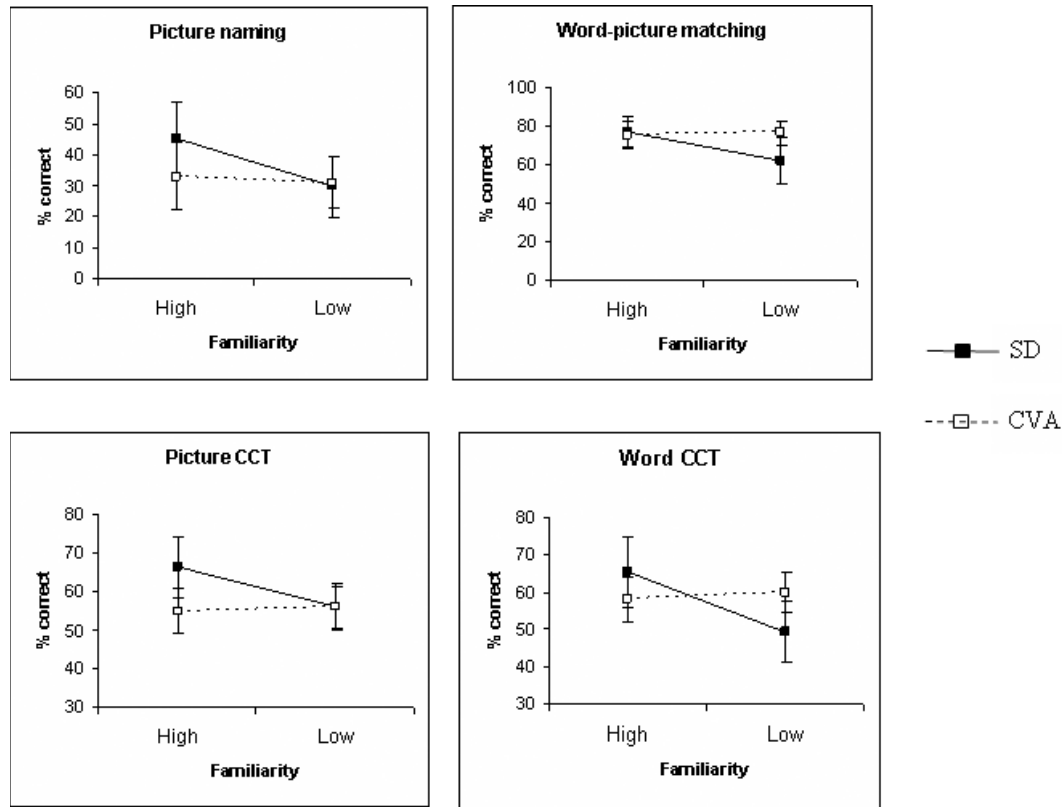 Picture naming
60
50
40
30
20
10
0
% correct
High Low
Familiarity
Word-picture matching
100
80
60
40
20
0
% correct
High Low
Familiarity
SD
CVA
Picture CCT
80
70
60
50
40
30
% correct
High Low
Familiarity
Word CCT
80
70
60
50
40
30
% correct
High Low
Familiarity